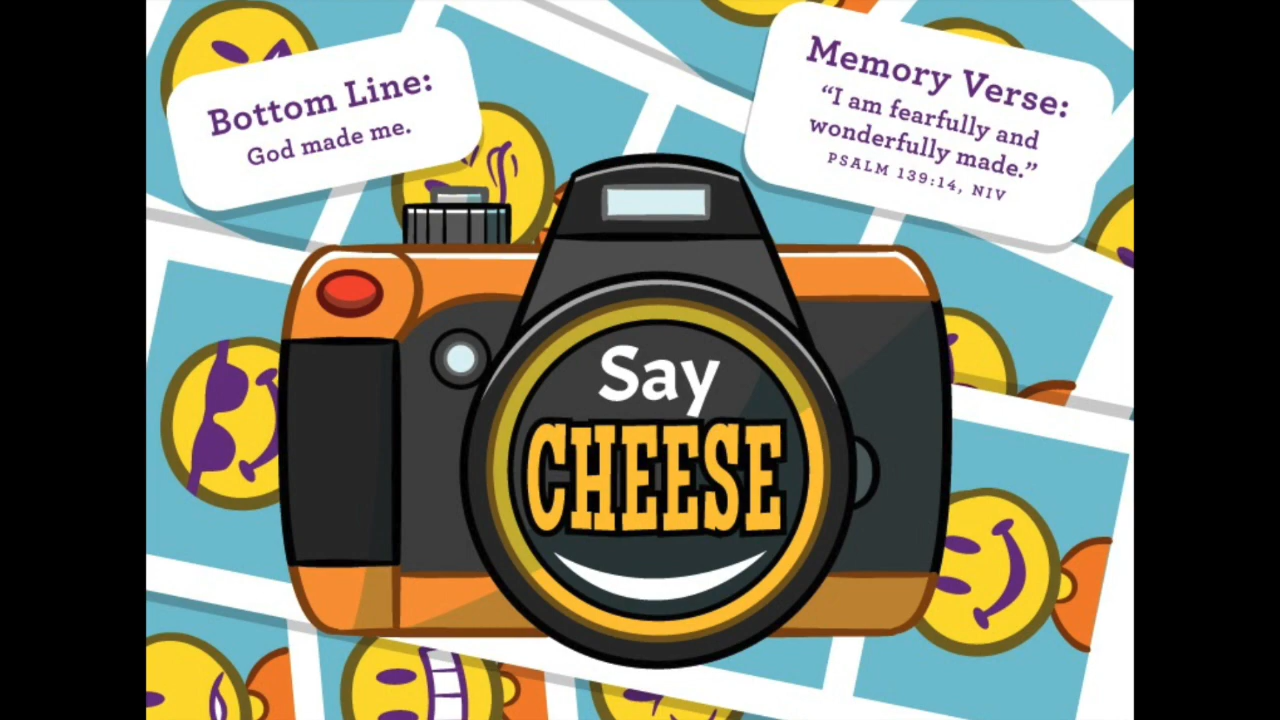 Bottom Line:
God made me.
Memory Verse:
“I am fearfully and
wonderfully made.”
PSALM 139:14, NIV
Say
CHEESE